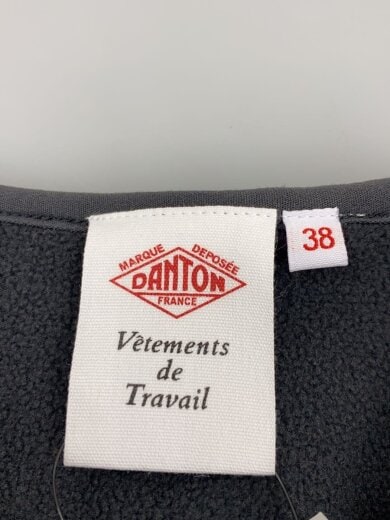 MARQUE DEPOSÉE
DANTON
FRANCE
Vêtements
de
Travail
38